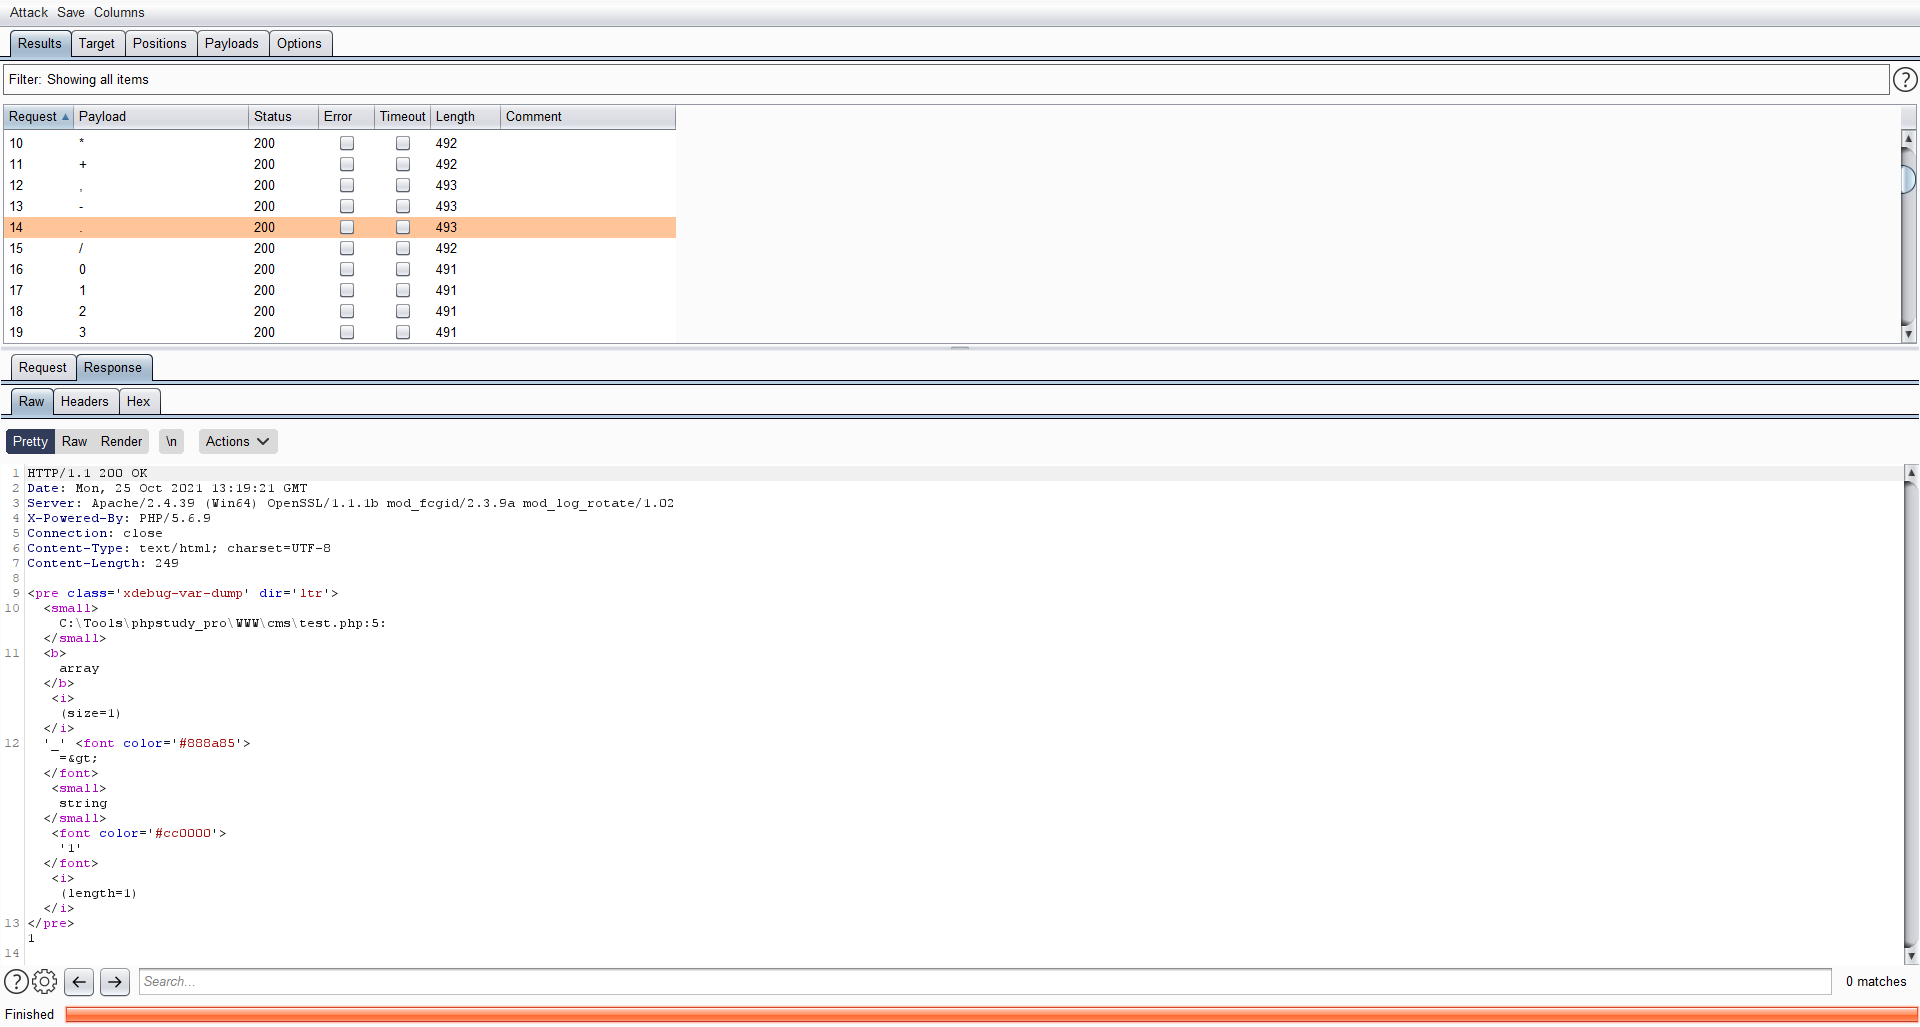 Attack Save Columns
Results Target Positions Payloads Options
Filter: Showing all items
?
Request Payload Status Error Timeout Length Comment
10 * 200 492
11 + 200 492
12 , 200 493
13 - 200 493
14 . 200 493
15 / 200 492
16 0 200 491
17 1 200 491
18 2 200 491
19 3 200 491
Request Response
Raw Headers Hex
Pretty Raw Render \n Actions
1 HTTP/1.1 200 OK
2 Date: Mon, 25 Oct 2021 13:19:21 GMT
3 Server: Apache/2.4.39 (Win64) OpenSSL/1.1.1b mod_fcgid/2.3.9a mod_log_rotate/1.02
4 X-Powered-By: PHP/5.6.9
5 Connection: close
6 Content-Type: text/html; charset=UTF-8
7 Content-Length: 249
8
9 <pre class='xdebug-var-dump' dir='ltr'>
10 <small>
C:\Tools\phpstudy_pro\WWW\cms\test.php:5:
</small>
11 <b>
array
</b>
<i>
(size=1)
</i>
12 '_' <font color='#888a85'>
=&gt;
</font>
<small>
string
</small>
<font color='#cc0000'>
'1'
</font>
<i>
(length=1)
</i>
13 </pre>
1
14
? Search... 0 matches
Finished